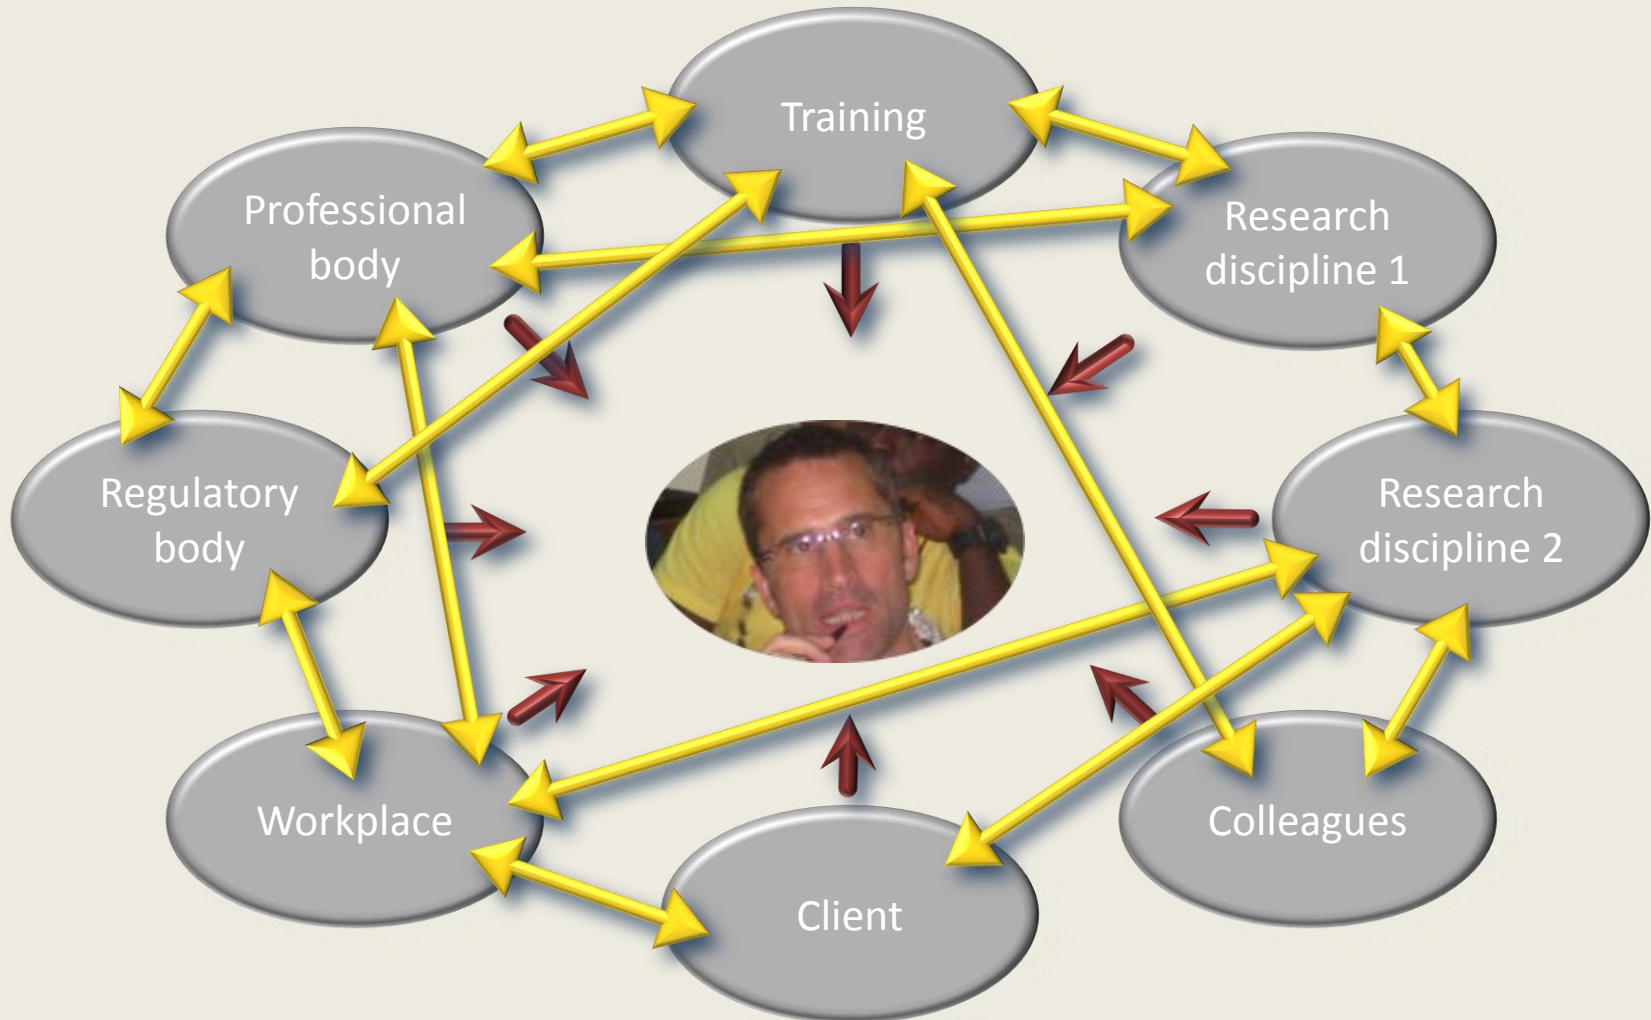 Training
Professional
body
Research
discipline 1
Regulatory
body
Research
discipline 2
Workplace
Colleagues
Client